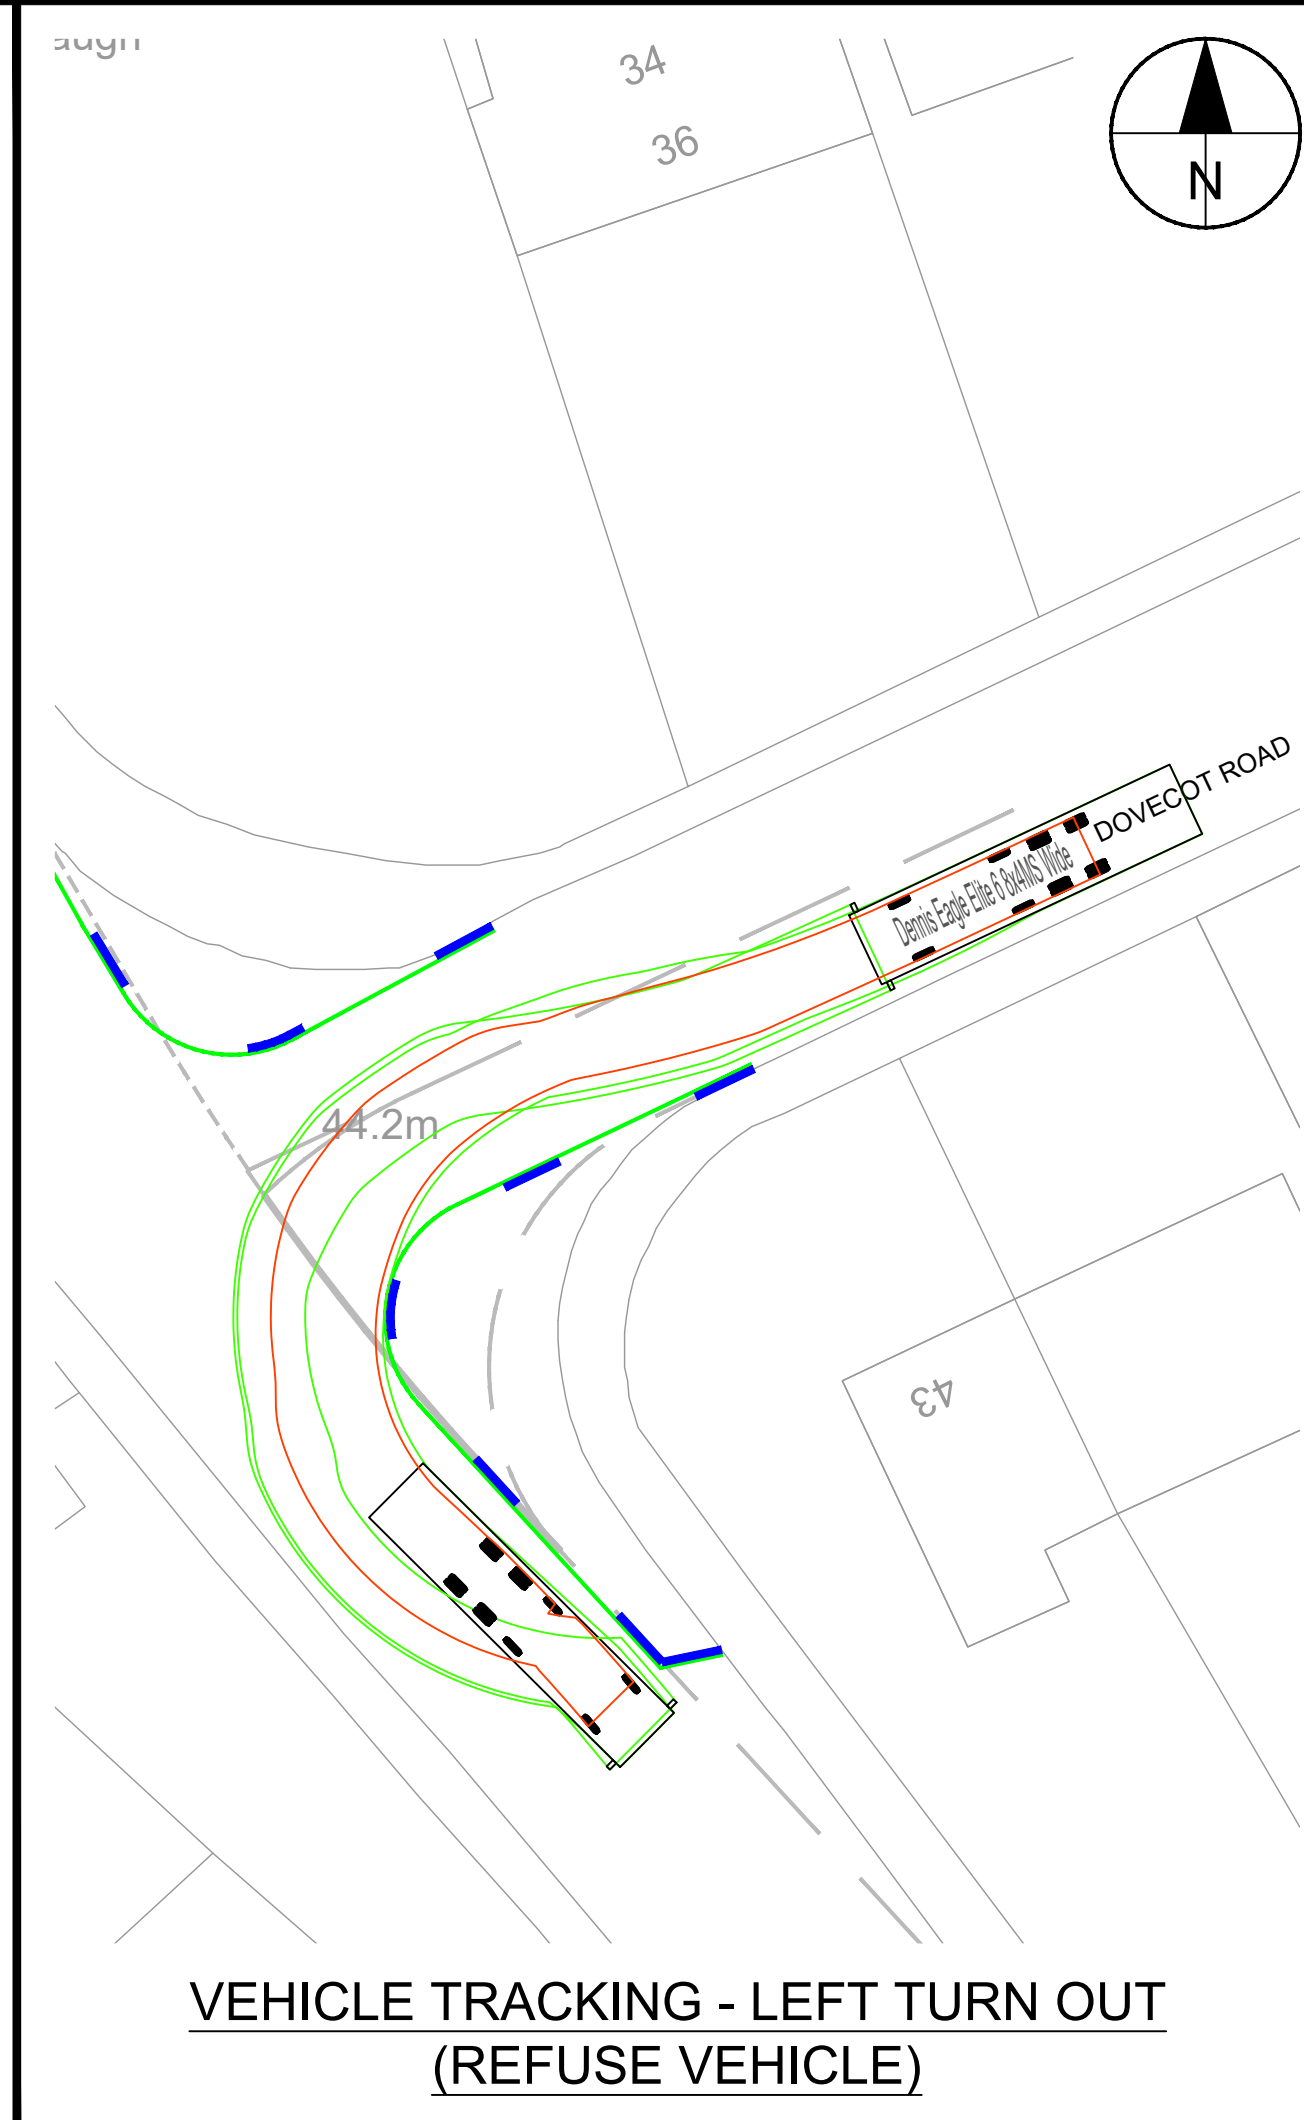 34
36
N
DOVECOT ROAD
Dennis Eagle Elite 6 8x4MS Wide
44.2m
43
VEHICLE TRACKING - LEFT TURN OUT
(REFUSE VEHICLE)